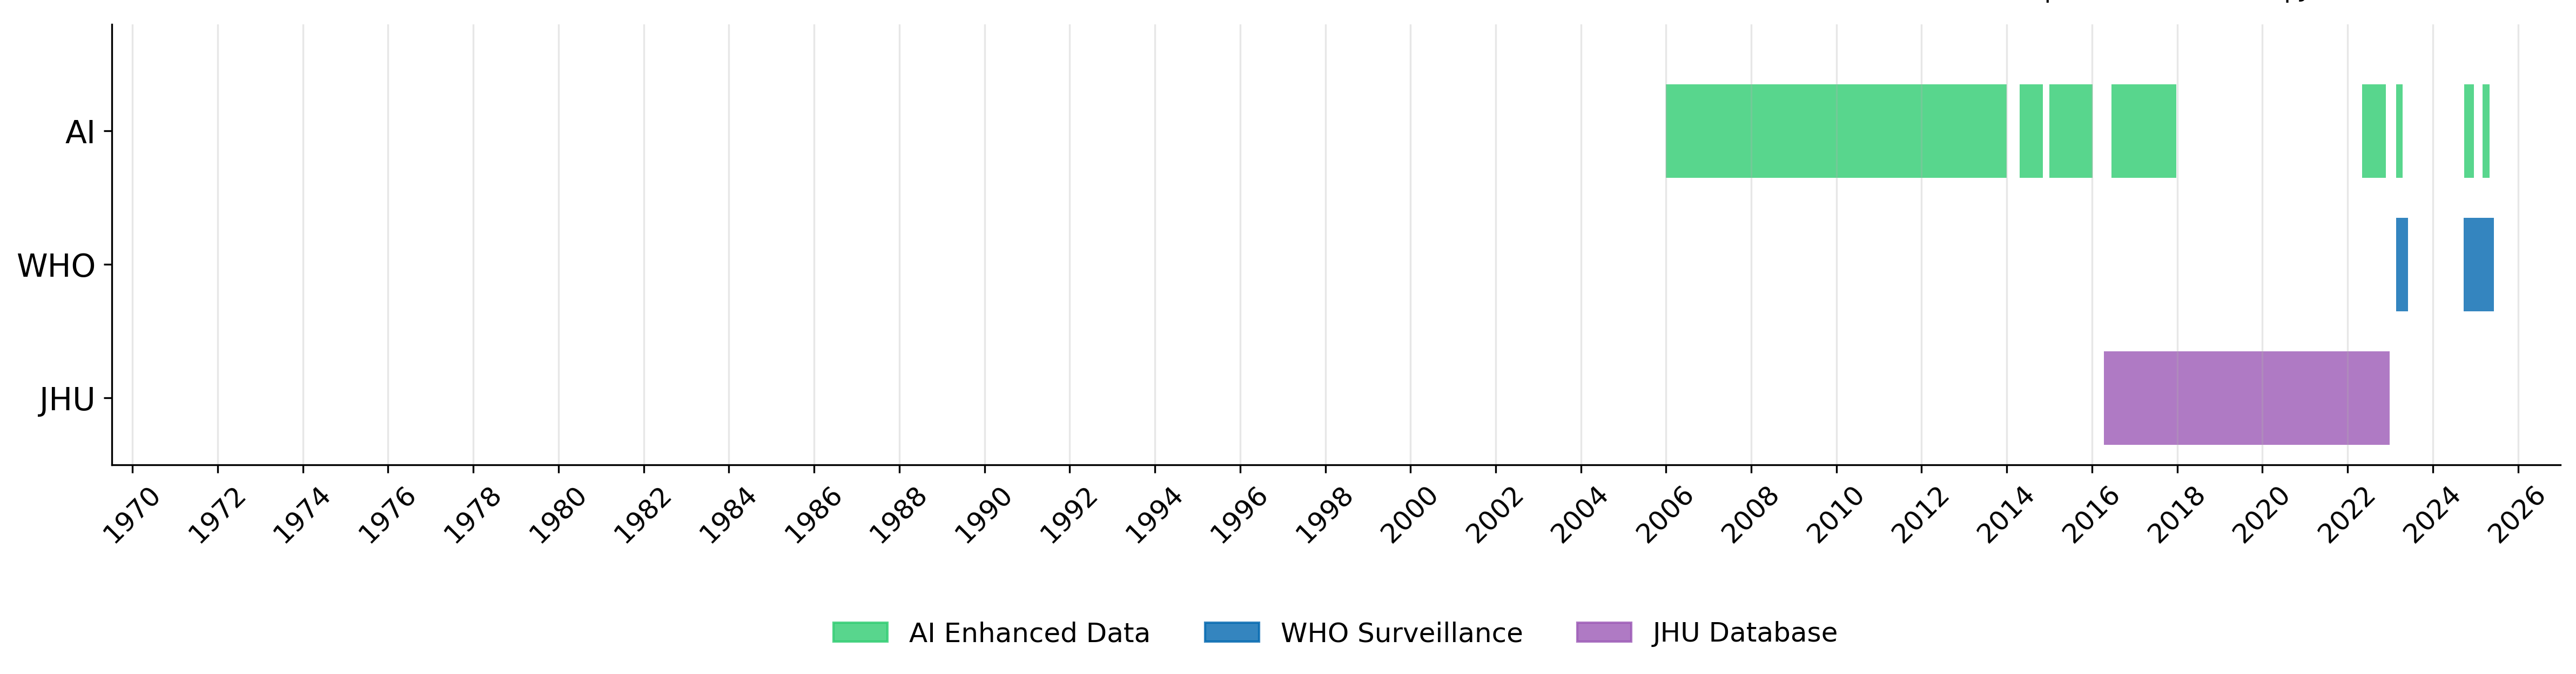 AI
WHO
JHU
1970 1972 1974 1976 1978 1980 1982 1984 1986 1988 1990 1992 1994 1996 1998 2000 2002 2004 2006 2008 2010 2012 2014 2016 2018 2020 2022 2024 2026
AI Enhanced Data WHO Surveillance JHU Database